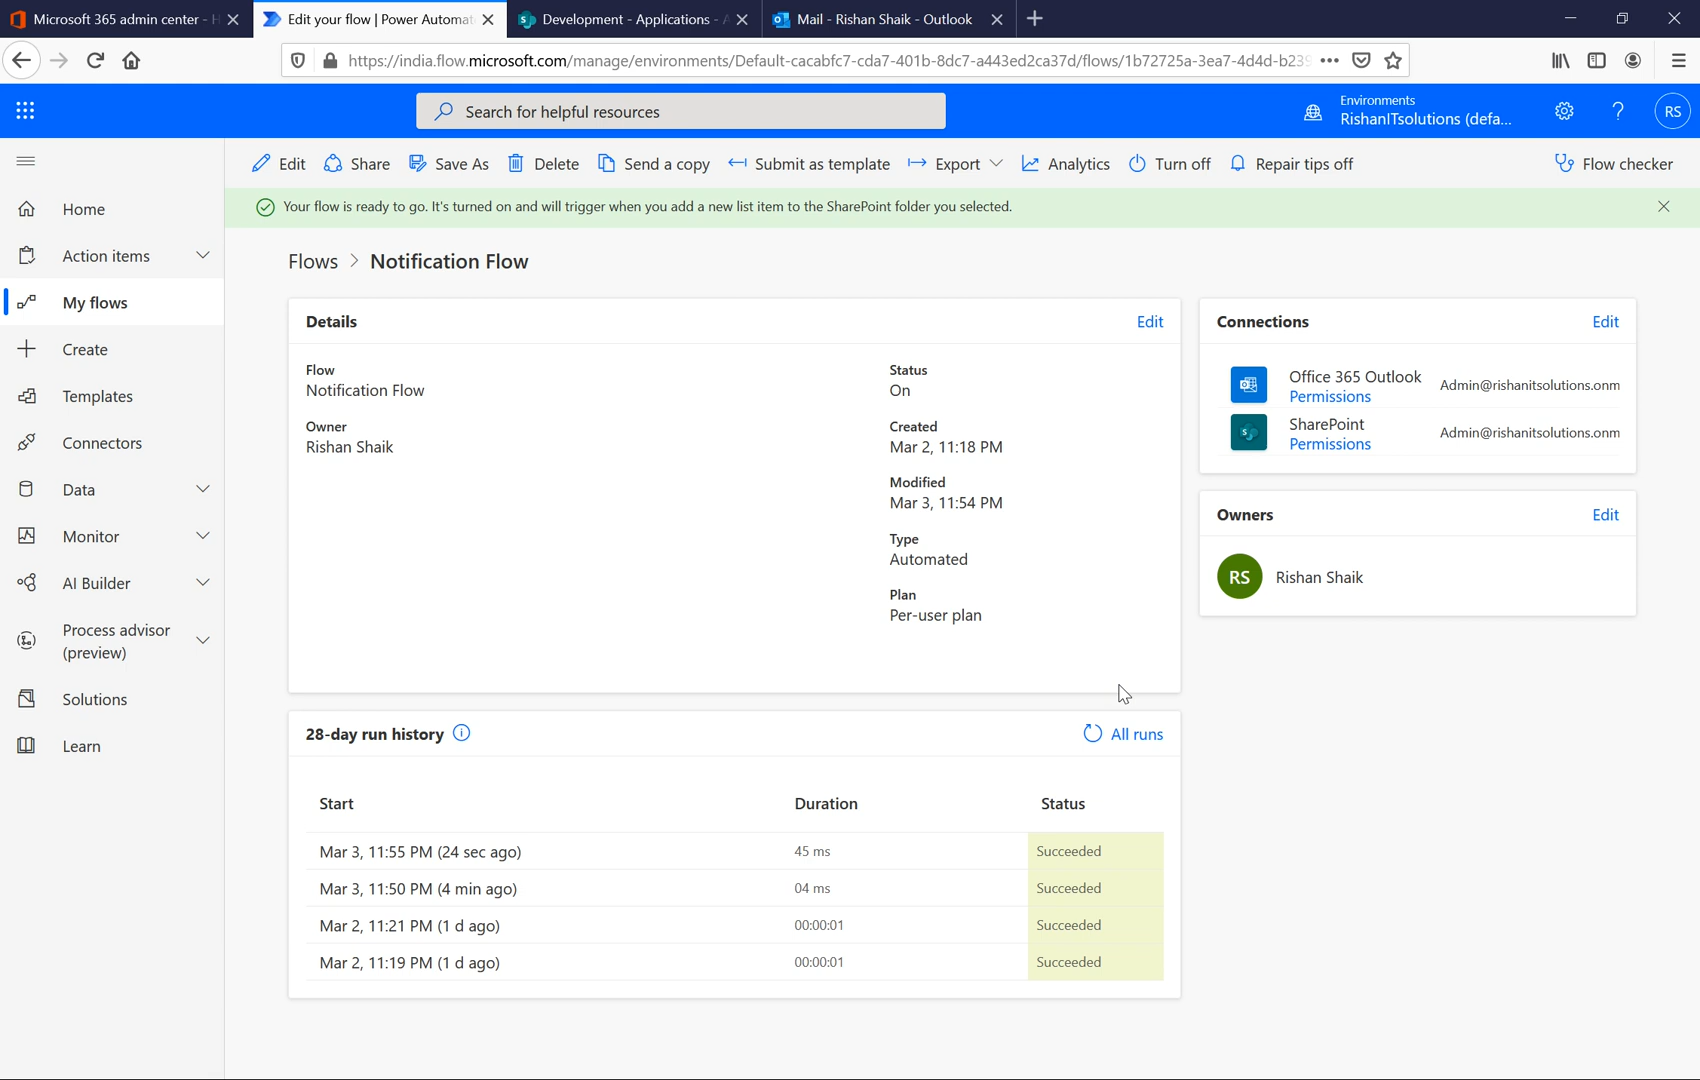 Microsoft 365 admin center - H
Edit your flow | Power Automat
Development - Applications - A
Mail - Rishan Shaik - Outlook
https://india.flow.microsoft.com/manage/environments/Default-cacabfc7-cda7-401b-8dc7-a443ed2ca37d/flows/1b72725a-3ea7-4d4d-b239
Search for helpful resources
Environments
RishanITsolutions (defa...
RS
Edit Share Save As Delete Send a copy Submit as template Export Analytics Turn off Repair tips off Flow checker
Your flow is ready to go. It's turned on and will trigger when you add a new list item to the SharePoint folder you selected.
Home
Action items
My flows
Create
Templates
Connectors
Data
Monitor
AI Builder
Process advisor
(preview)
Solutions
Learn
Flows > Notification Flow
Details Edit
Flow
Notification Flow
Owner
Rishan Shaik
Status
On
Created
Mar 2, 11:18 PM
Modified
Mar 3, 11:54 PM
Type
Automated
Plan
Per-user plan
Connections Edit
Office 365 Outlook
Permissions
Admin@rishanitsolutions.onm
SharePoint
Permissions
Admin@rishanitsolutions.onm
Owners Edit
RS Rishan Shaik
28-day run history All runs
Start Duration Status
Mar 3, 11:55 PM (24 sec ago) 45 ms Succeeded
Mar 3, 11:50 PM (4 min ago) 04 ms Succeeded
Mar 2, 11:21 PM (1 d ago) 00:00:01 Succeeded
Mar 2, 11:19 PM (1 d ago) 00:00:01 Succeeded